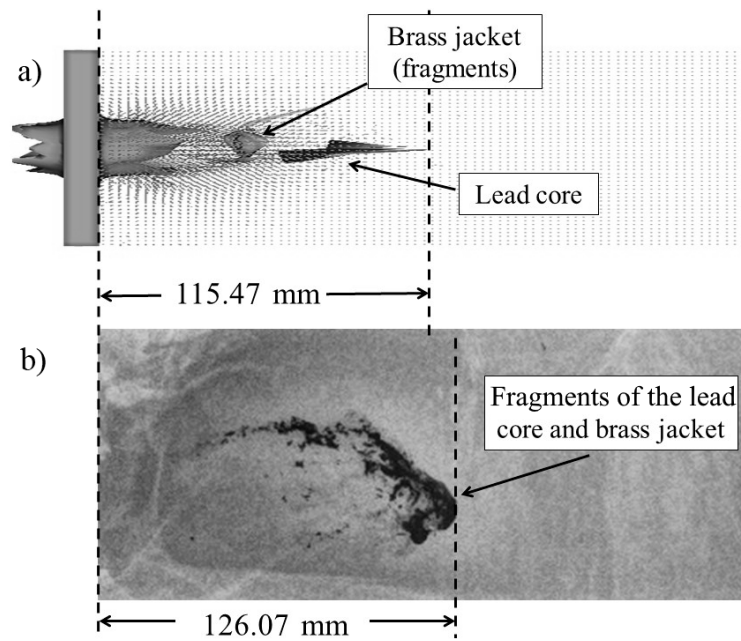 a)
Brass jacket
(fragments)
Lead core
115.47 mm
b)
Fragments of the lead
core and brass jacket
126.07 mm